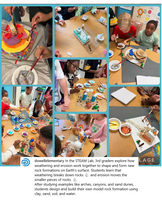 LAGE
dowellelementary In the STEAM Lab, 3rd graders explore how
weathering and erosion work together to shape and form new
rock formations on Earth's surface. Students learn that
weathering breaks down rocks and erosion moves the
smaller pieces of rocks.
After studying examples like arches, canyons, and sand dunes,
students design and build their own model rock formation using
clay, sand, soil, and water.